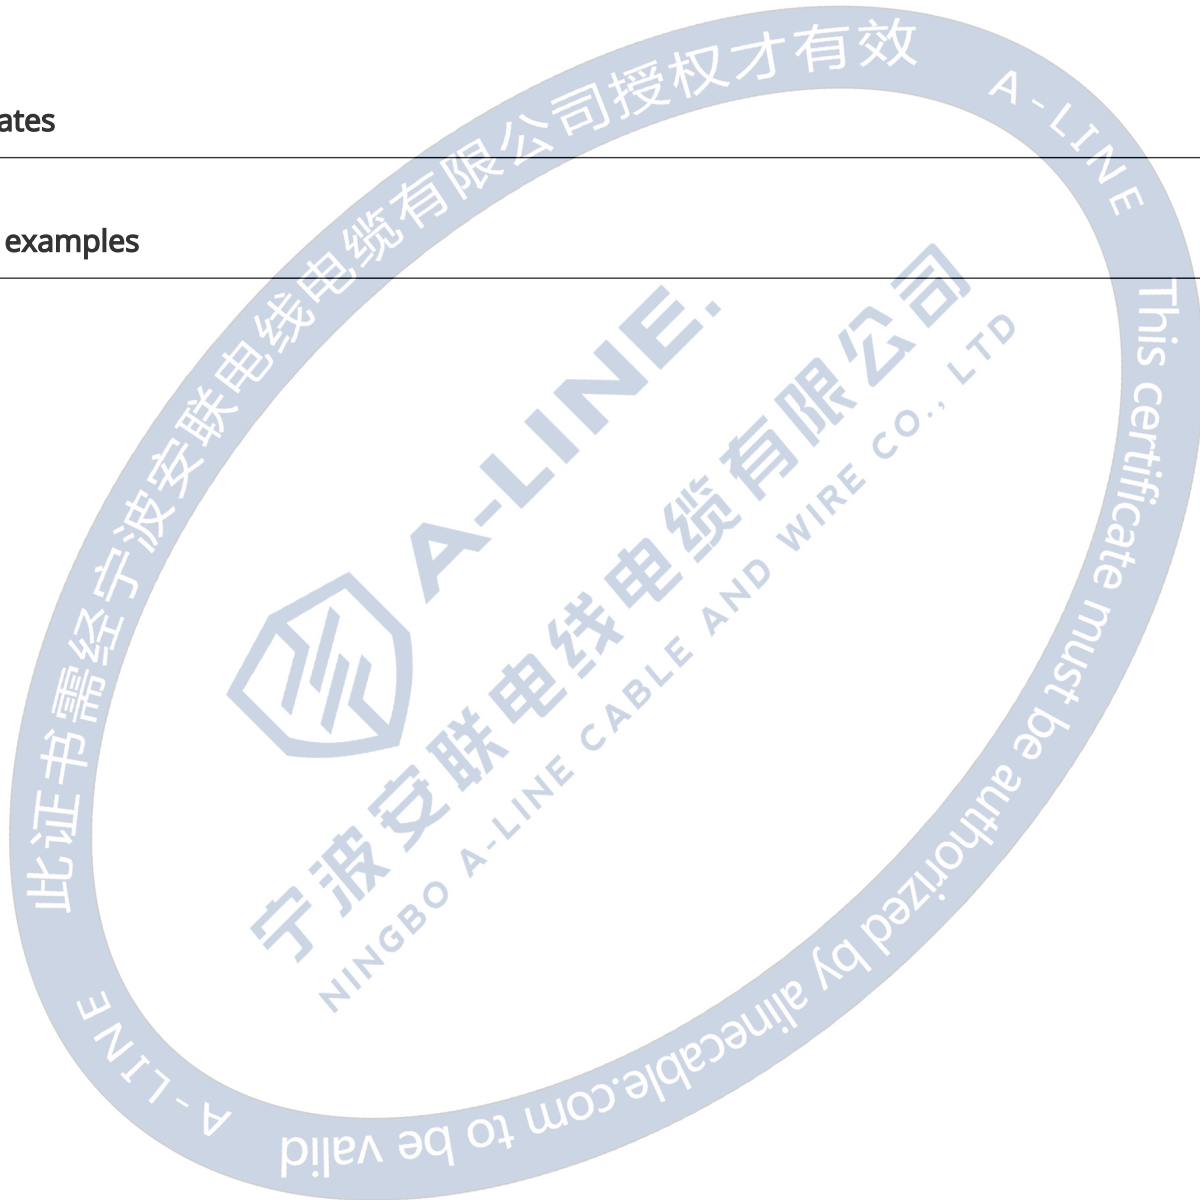 ates
examples
此证书需经宁波安联电线电缆有限公司授权才有效
A-LINE
This certificate must be authorized by alinecable.com to be valid
A-LINE
A-LINE.
宁波安联电线电缆有限公司
NINGBO A-LINE CABLE AND WIRE CO., LTD